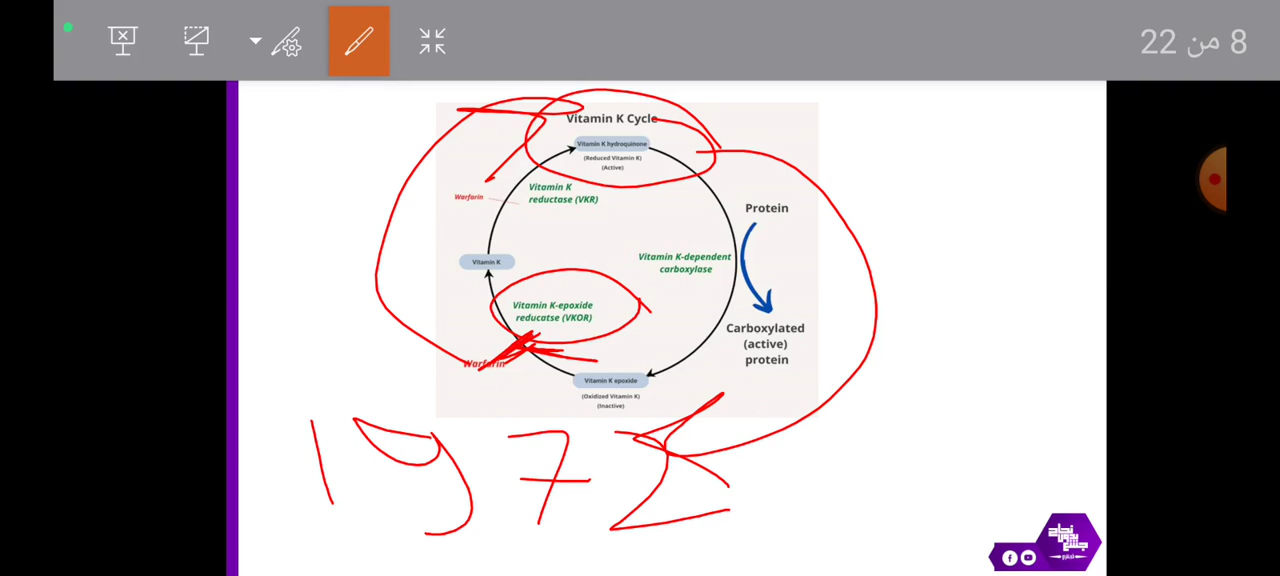 8 من 22
Vitamin K Cycle
Vitamin K hydroquinone
(Reduced Vitamin K)
(Active)
Vitamin K
reductase (VKR)
Warfarin
Protein
Vitamin K
Vitamin K-dependent
carboxylase
Vitamin K-epoxide
reducatse (VKOR)
Carboxylated
(active)
protein
Warfarin
Vitamin K epoxide
(Oxidized Vitamin K)
(Inactive)
197